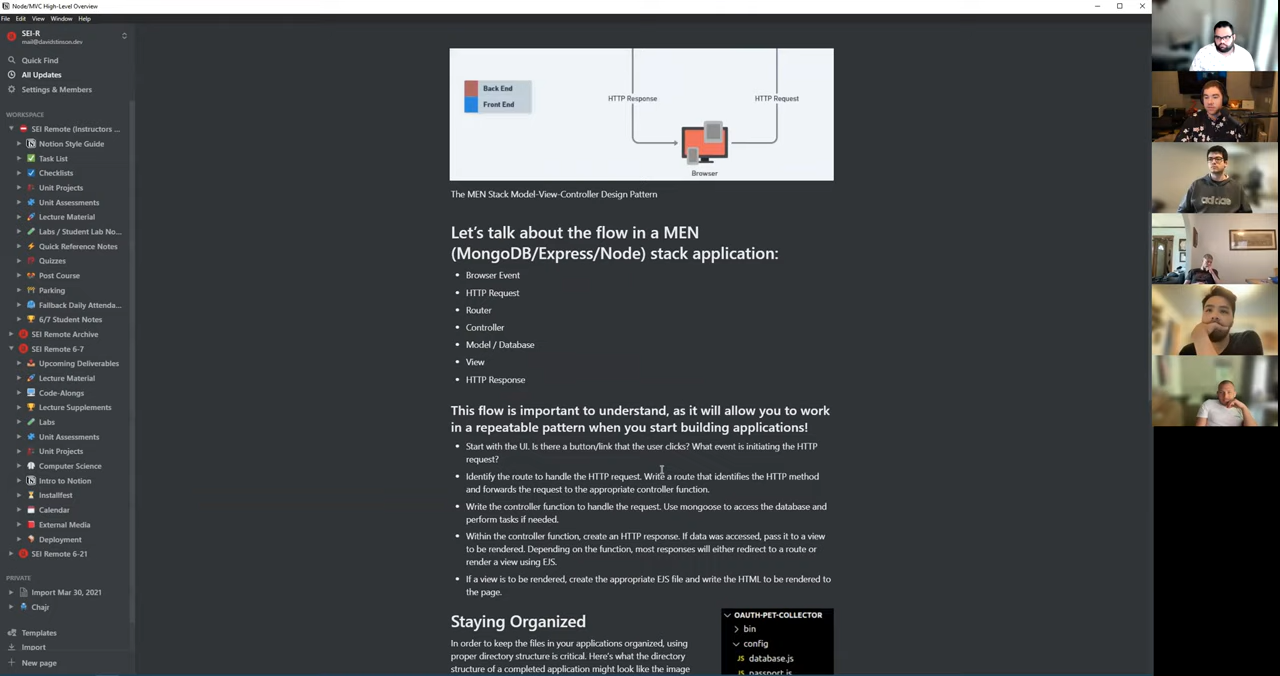 Node/MVC High-Level Overview
File Edit View Window Help
SEI-R
mail@davidstinson.dev
Quick Find
All Updates
Settings & Members
WORKSPACE
SEI Remote (Instructors ...
Notion Style Guide
Task List
Checklists
Unit Projects
Unit Assessments
Lecture Material
Labs / Student Lab No...
Quick Reference Notes
Quizzes
Post Course
Parking
Fallback Daily Attenda...
6/7 Student Notes
SEI Remote Archive
SEI Remote 6-7
Upcoming Deliverables
Lecture Material
Code-Alongs
Lecture Supplements
Labs
Unit Assessments
Unit Projects
Computer Science
Intro to Notion
Installfest
Calendar
External Media
Deployment
SEI Remote 6-21
PRIVATE
Import Mar 30, 2021
Chajr
Templates
Import
New page
Back End
Front End
HTTP Response
HTTP Request
Browser
The MEN Stack Model-View-Controller Design Pattern
Let's talk about the flow in a MEN
(MongoDB/Express/Node) stack application:
• Browser Event
• HTTP Request
• Router
• Controller
• Model / Database
• View
• HTTP Response
This flow is important to understand, as it will allow you to work
in a repeatable pattern when you start building applications!
• Start with the UI. Is there a button/link that the user clicks? What event is initiating the HTTP
request?
• Identify the route to handle the HTTP request. Write a route that identifies the HTTP method
and forwards the request to the appropriate controller function.
• Write the controller function to handle the request. Use mongoose to access the database and
perform tasks if needed.
• Within the controller function, create an HTTP response. If data was accessed, pass it to a view
to be rendered. Depending on the function, most responses will either redirect to a route or
render a view using EJS.
• If a view is to be rendered, create the appropriate EJS file and write the HTML to be rendered to
the page.
Staying Organized
In order to keep the files in your applications organized, using
proper directory structure is critical. Here's what the directory
structure of a completed application might look like the image
OAUTH-PET-COLLECTOR
bin
config
JS database.js
JS passport.js
adidas